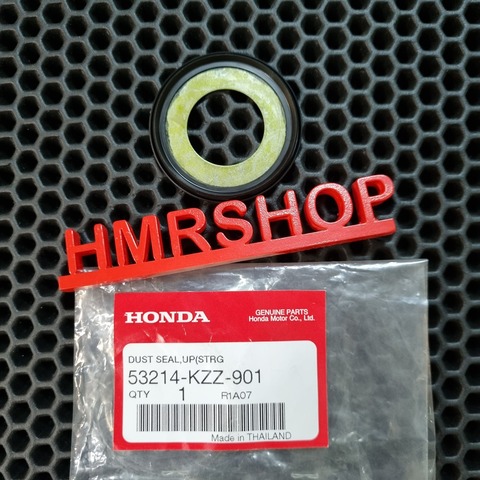 HMRSHOP
HONDA
GENUINE PARTS
Honda Motor Co., Ltd.
DUST SEAL,UP(STRG
53214-KZZ-901
QTY 1 R1A07
Made in THAILAND